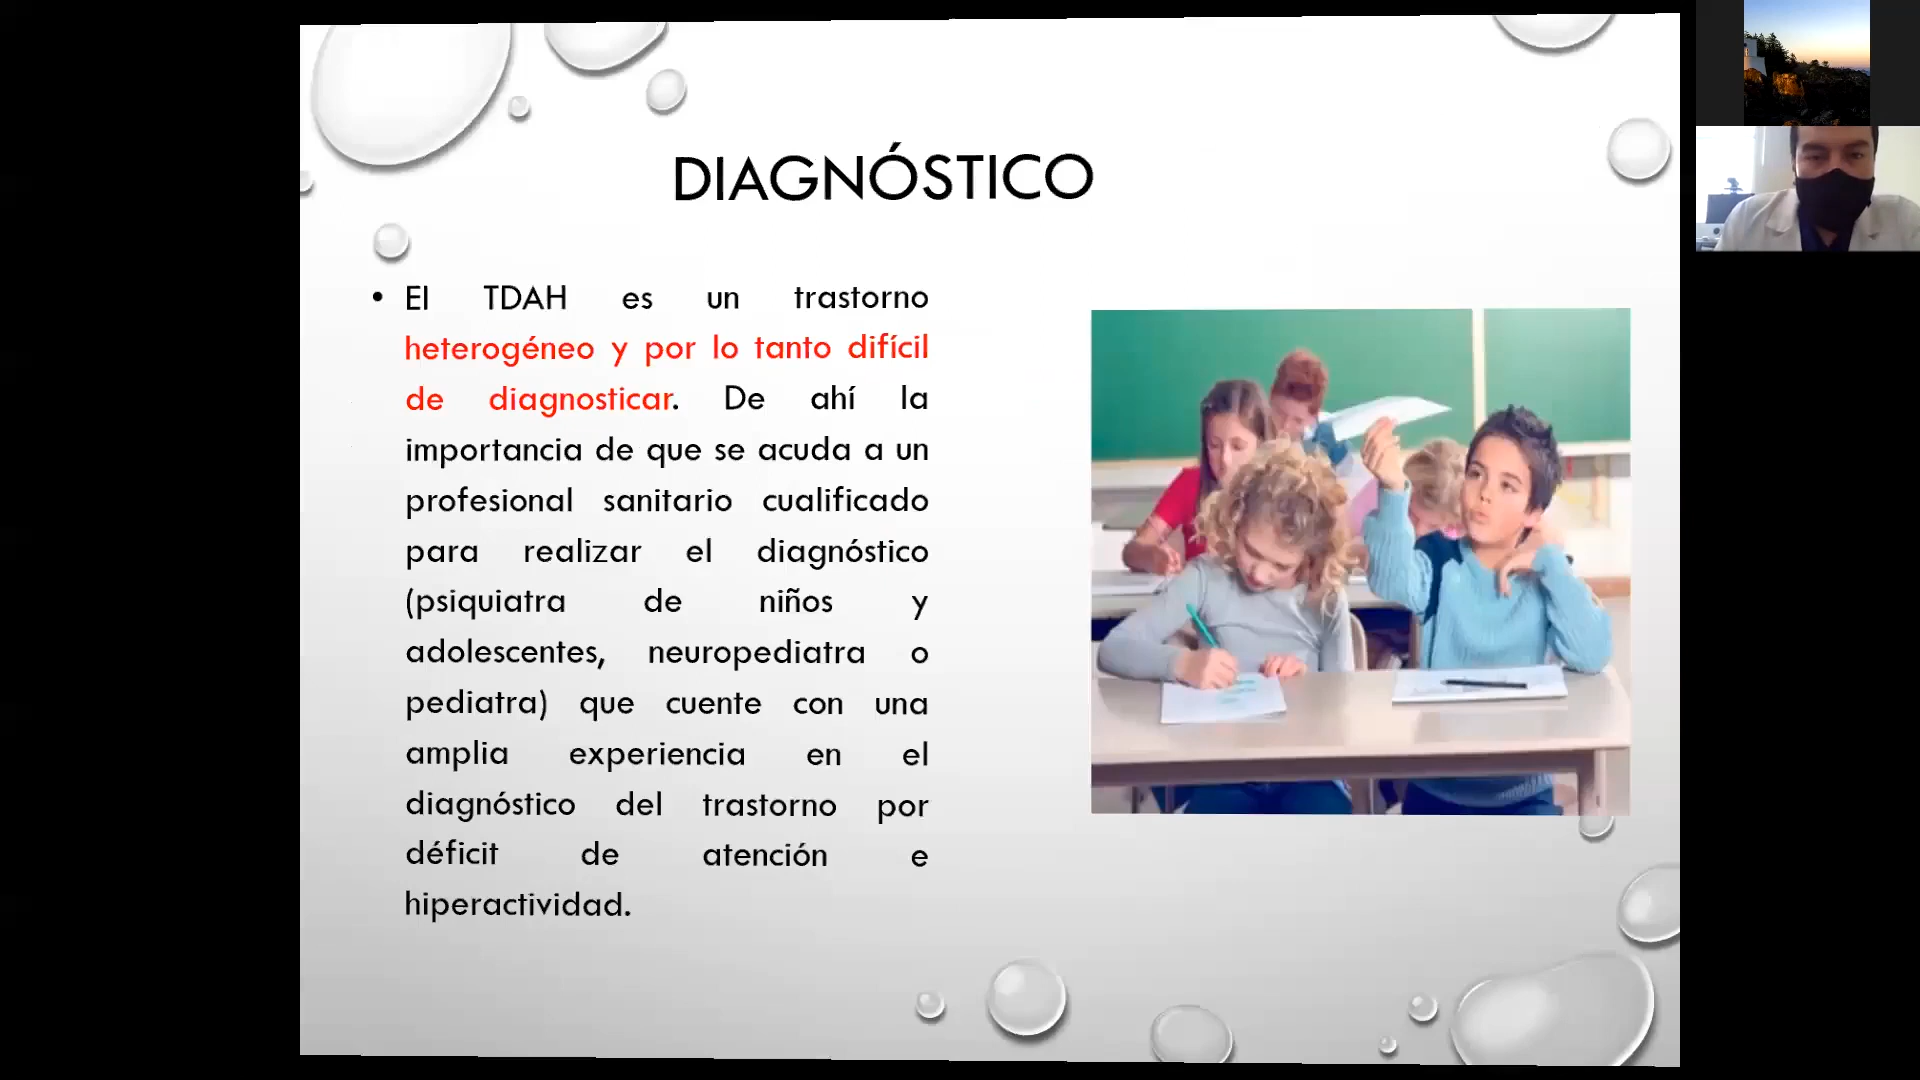 DIAGNÓSTICO
• El TDAH es un trastorno
heterogéneo y por lo tanto difícil
de diagnosticar. De ahí la
importancia de que se acuda a un
profesional sanitario cualificado
para realizar el diagnóstico
(psiquiatra de niños y
adolescentes, neuropediatra o
pediatra) que cuente con una
amplia experiencia en el
diagnóstico del trastorno por
déficit de atención e
hiperactividad.